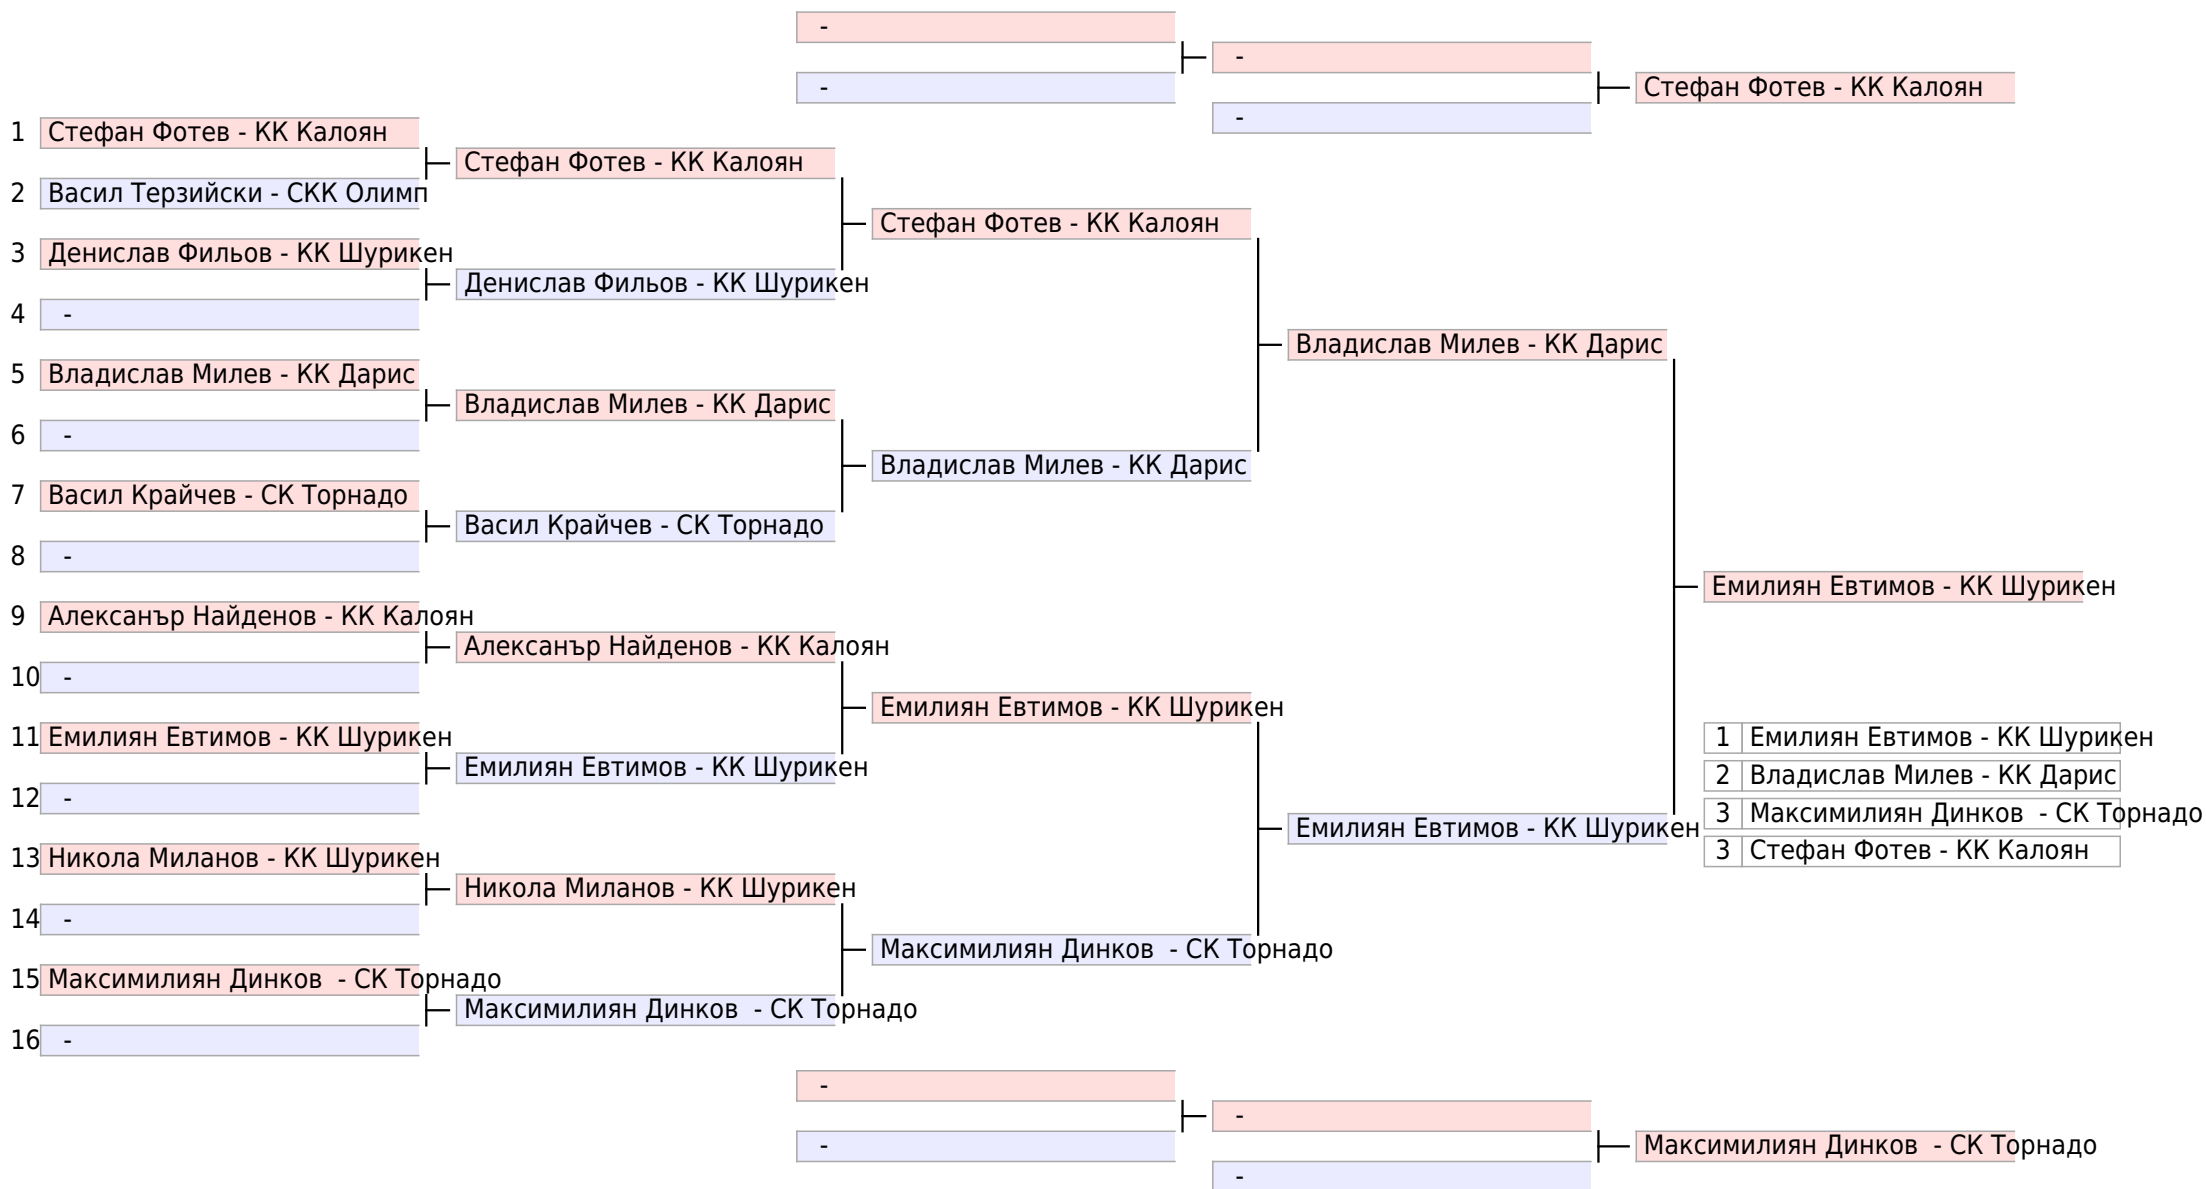 -
-
-
-
Стефан Фотев - КК Калоян
1 Стефан Фотев - КК Калоян
2 Васил Терзийски - СКК Олимп
3 Денислав Фильов - КК Шурикен
4 -
5 Владислав Милев - КК Дарис
6 -
7 Васил Крайчев - СК Торнадо
8 -
9 Алексанър Найденов - КК Калоян
10 -
11 Емилиян Евтимов - КК Шурикен
12 -
13 Никола Миланов - КК Шурикен
14 -
15 Максимилиян Динков  - СК Торнадо
16 -
Стефан Фотев - КК Калоян
Денислав Фильов - КК Шурикен
Владислав Милев - КК Дарис
Васил Крайчев - СК Торнадо
Алексанър Найденов - КК Калоян
Емилиян Евтимов - КК Шурикен
Никола Миланов - КК Шурикен
Максимилиян Динков  - СК Торнадо
Стефан Фотев - КК Калоян
Владислав Милев - КК Дарис
Емилиян Евтимов - КК Шурикен
Максимилиян Динков  - СК Торнадо
Владислав Милев - КК Дарис
Емилиян Евтимов - КК Шурикен
Емилиян Евтимов - КК Шурикен
1 Емилиян Евтимов - КК Шурикен
2 Владислав Милев - КК Дарис
3 Максимилиян Динков  - СК Торнадо
3 Стефан Фотев - КК Калоян
-
-
-
-
Максимилиян Динков  - СК Торнадо